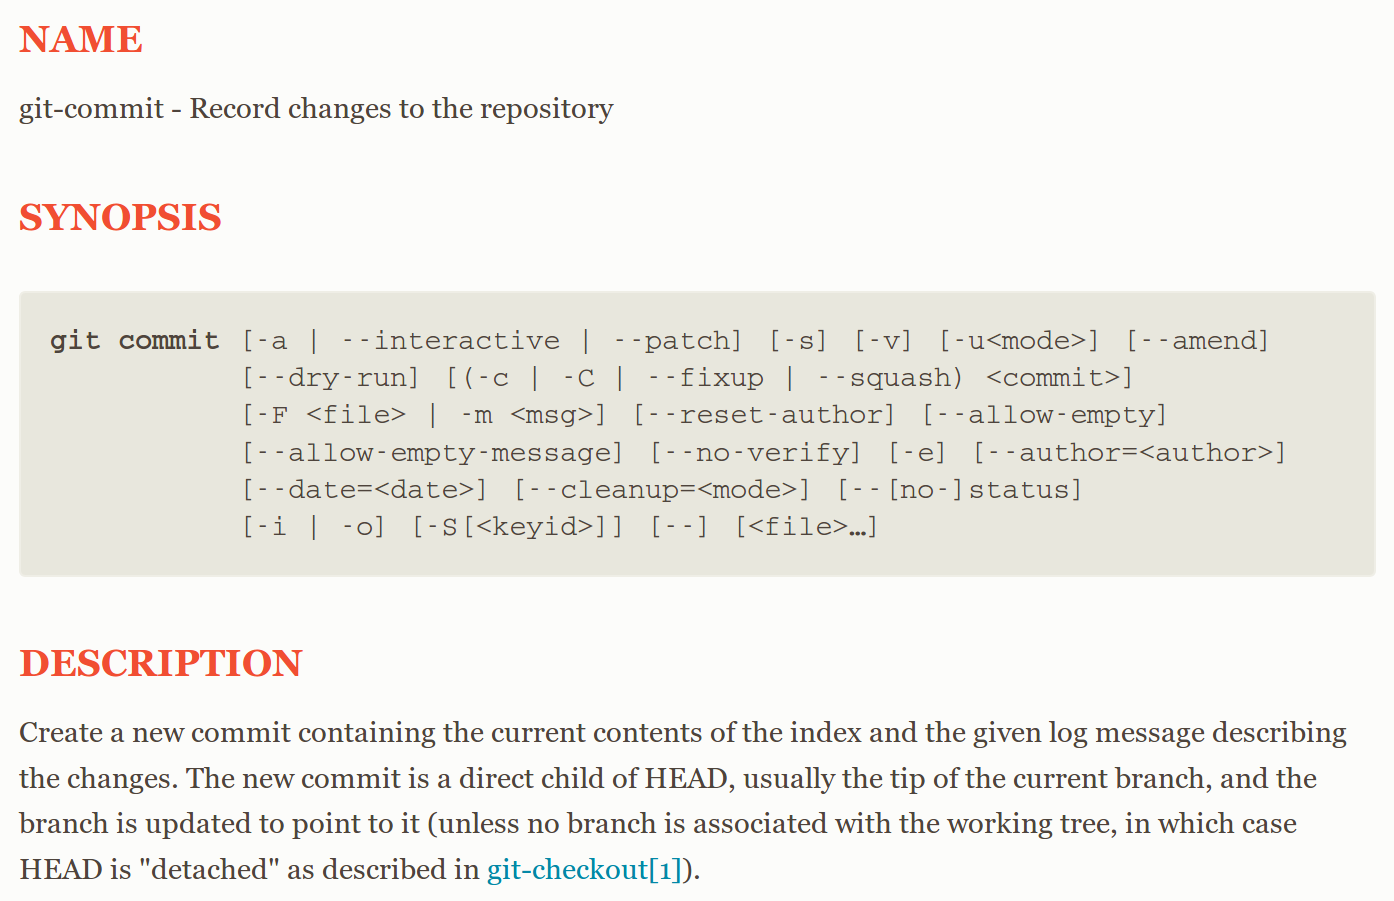 NAME
git-commit - Record changes to the repository
SYNOPSIS
git commit [-a | --interactive | --patch] [-s] [-v] [-u<mode>] [--amend]
[--dry-run] [(-c | -C | --fixup | --squash) <commit>]
[-F <file> | -m <msg>] [--reset-author] [--allow-empty]
[--allow-empty-message] [--no-verify] [-e] [--author=<author>]
[--date=<date>] [--cleanup=<mode>] [--[no-]status]
[-i | -o] [-S[<keyid>]] [--] [<file>…]
DESCRIPTION
Create a new commit containing the current contents of the index and the given log message describing
the changes. The new commit is a direct child of HEAD, usually the tip of the current branch, and the
branch is updated to point to it (unless no branch is associated with the working tree, in which case
HEAD is "detached" as described in git-checkout[1]).